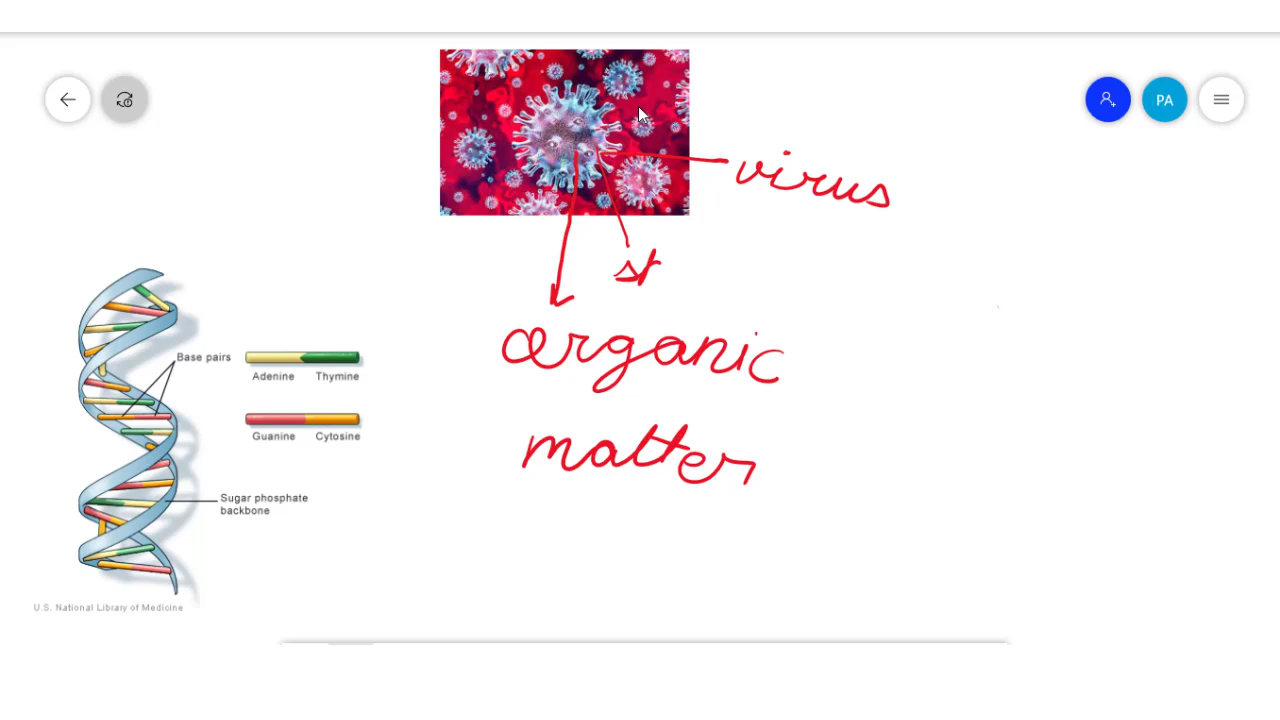 PA
virus
st
organic
matter
Base pairs
Adenine Thymine
Guanine Cytosine
Sugar phosphate
backbone
U.S. National Library of Medicine